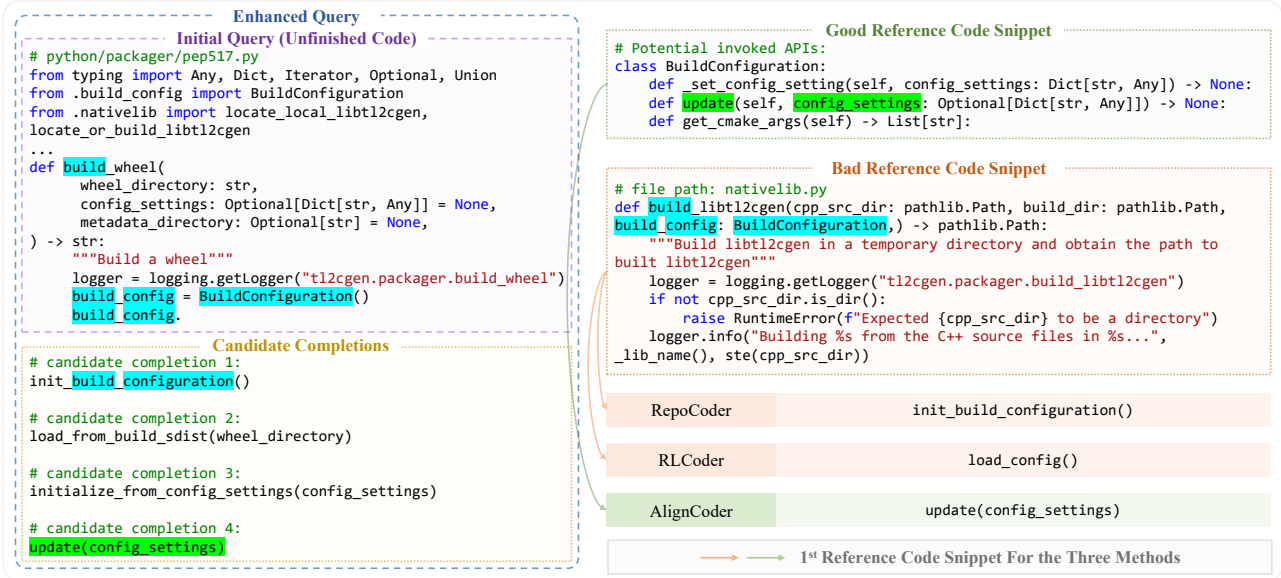 Enhanced Query
Initial Query (Unfinished Code)
# python/packager/pep517.py
from typing import Any, Dict, Iterator, Optional, Union
from .build_config import BuildConfiguration
from .nativelib import locate_local_libtl2cgen,
locate_or_build_libtl2cgen
...
def build_wheel(
wheel_directory: str,
config_settings: Optional[Dict[str, Any]] = None,
metadata_directory: Optional[str] = None,
) -> str:
"""Build a wheel"""
logger = logging.getLogger("tl2cgen.packager.build_wheel")
build_config = BuildConfiguration()
build_config.
Candidate Completions
# candidate completion 1:
init_build_configuration()
# candidate completion 2:
load_from_build_sdist(wheel_directory)
# candidate completion 3:
initialize_from_config_settings(config_settings)
# candidate completion 4:
update(config_settings)
Good Reference Code Snippet
# Potential invoked APIs:
class BuildConfiguration:
def _set_config_setting(self, config_settings: Dict[str, Any]) -> None:
def update(self, config_settings: Optional[Dict[str, Any]]) -> None:
def get_cmake_args(self) -> List[str]:
Bad Reference Code Snippet
# file path: nativelib.py
def build_libtl2cgen(cpp_src_dir: pathlib.Path, build_dir: pathlib.Path,
build_config: BuildConfiguration,) -> pathlib.Path:
"""Build libtl2cgen in a temporary directory and obtain the path to
built libtl2cgen"""
logger = logging.getLogger("tl2cgen.packager.build_libtl2cgen")
if not cpp_src_dir.is_dir():
raise RuntimeError(f"Expected {cpp_src_dir} to be a directory")
logger.info("Building %s from the C++ source files in %s...",
_lib_name(), ste(cpp_src_dir))
RepoCoder init_build_configuration()
RLCoder load_config()
AlignCoder update(config_settings)
1st Reference Code Snippet For the Three Methods